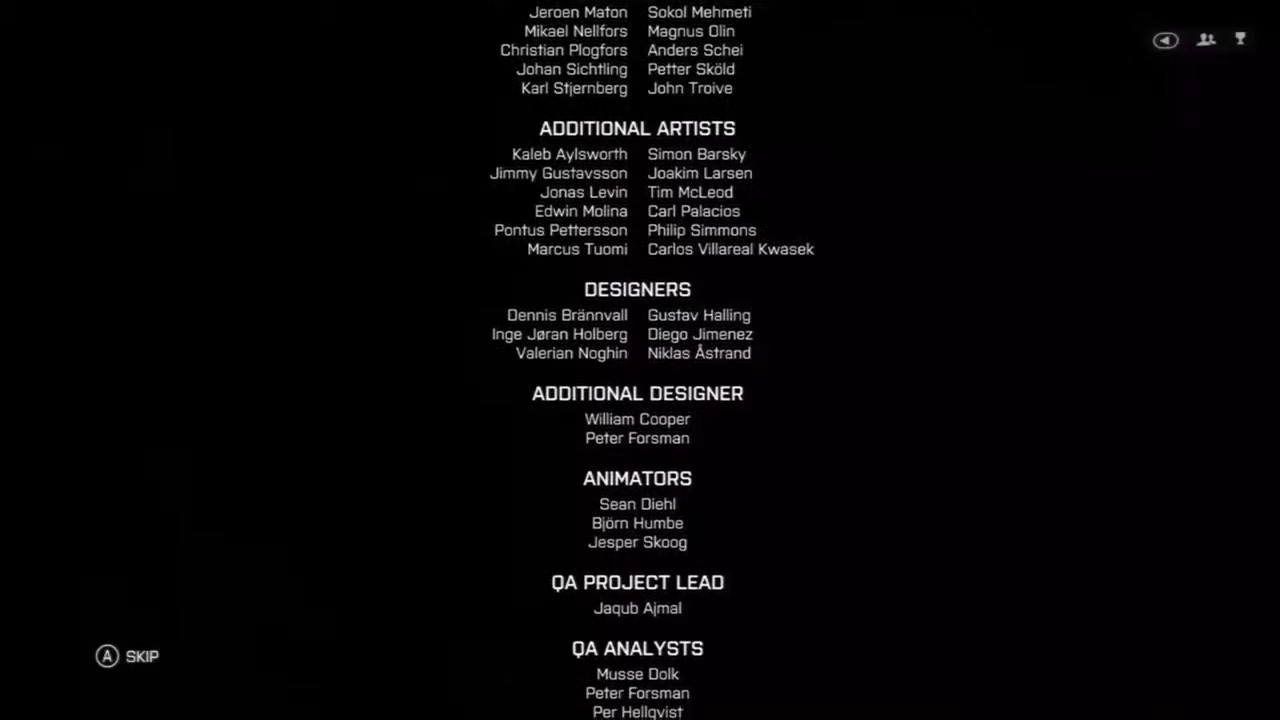 Jeroen Maton Sokol Mehmeti
Mikael Nellfors Magnus Olin
Christian Plogfors Anders Schei
Johan Sichtling Petter Sköld
Karl Stjernberg John Troive
ADDITIONAL ARTISTS
Kaleb Aylsworth Simon Barsky
Jimmy Gustavsson Joakim Larsen
Jonas Levin Tim McLeod
Edwin Molina Carl Palacios
Pontus Pettersson Philip Simmons
Marcus Tuomi Carlos Villareal Kwasek
DESIGNERS
Dennis Brännvall Gustav Halling
Inge Jøran Holberg Diego Jimenez
Valerian Noghin Niklas Åstrand
ADDITIONAL DESIGNER
William Cooper
Peter Forsman
ANIMATORS
Sean Diehl
Björn Humbe
Jesper Skoog
QA PROJECT LEAD
Jaqub Ajmal
QA ANALYSTS
Musse Dolk
Peter Forsman
Per Hellqvist
A SKIP